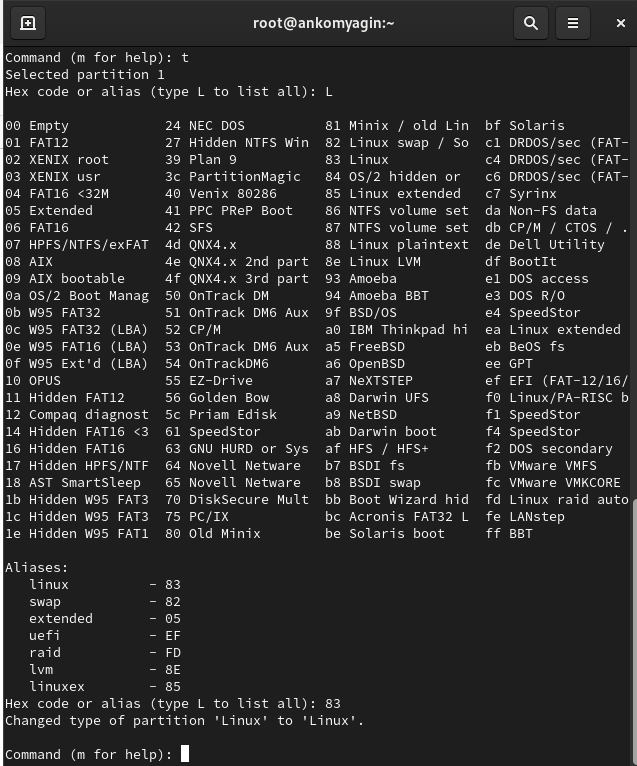 root@ankomyagin:~
Command (m for help): t
Selected partition 1
Hex code or alias (type L to list all): L
00 Empty 24 NEC DOS 81 Minix / old Lin bf Solaris
01 FAT12 27 Hidden NTFS Win 82 Linux swap / So c1 DRDOS/sec (FAT-
02 XENIX root 39 Plan 9 83 Linux c4 DRDOS/sec (FAT-
03 XENIX usr 3c PartitionMagic 84 OS/2 hidden or c6 DRDOS/sec (FAT-
04 FAT16 <32M 40 Venix 80286 85 Linux extended c7 Syrinx
05 Extended 41 PPC PReP Boot 86 NTFS volume set da Non-FS data
06 FAT16 42 SFS 87 NTFS volume set db CP/M / CTOS / .
07 HPFS/NTFS/exFAT 4d QNX4.x 88 Linux plaintext de Dell Utility
08 AIX 4e QNX4.x 2nd part 8e Linux LVM df BootIt
09 AIX bootable 4f QNX4.x 3rd part 93 Amoeba e1 DOS access
0a OS/2 Boot Manag 50 OnTrack DM 94 Amoeba BBT e3 DOS R/O
0b W95 FAT32 51 OnTrack DM6 Aux 9f BSD/OS e4 SpeedStor
0c W95 FAT32 (LBA) 52 CP/M a0 IBM Thinkpad hi ea Linux extended
0e W95 FAT16 (LBA) 53 OnTrack DM6 Aux a5 FreeBSD eb BeOS fs
0f W95 Ext'd (LBA) 54 OnTrackDM6 a6 OpenBSD ee GPT
10 OPUS 55 EZ-Drive a7 NeXTSTEP ef EFI (FAT-12/16/
11 Hidden FAT12 56 Golden Bow a8 Darwin UFS f0 Linux/PA-RISC b
12 Compaq diagnost 5c Priam Edisk a9 NetBSD f1 SpeedStor
14 Hidden FAT16 <3 61 SpeedStor ab Darwin boot f4 SpeedStor
16 Hidden FAT16 63 GNU HURD or Sys af HFS / HFS+ f2 DOS secondary
17 Hidden HPFS/NTF 64 Novell Netware b7 BSDI fs fb VMware VMFS
18 AST SmartSleep 65 Novell Netware b8 BSDI swap fc VMware VMKCORE
1b Hidden W95 FAT3 70 DiskSecure Mult bb Boot Wizard hid fd Linux raid auto
1c Hidden W95 FAT3 75 PC/IX bc Acronis FAT32 L fe LANstep
1e Hidden W95 FAT1 80 Old Minix be Solaris boot ff BBT
Aliases:
linux - 83
swap - 82
extended - 05
uefi - EF
raid - FD
lvm - 8E
linuxex - 85
Hex code or alias (type L to list all): 83
Changed type of partition 'Linux' to 'Linux'.
Command (m for help):